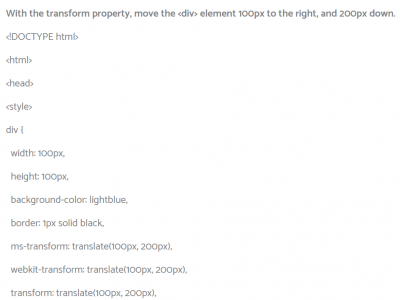 With the transform property, move the <div> element 100px to the right, and 200px down.
<!DOCTYPE html>
<html>
<head>
<style>
div {
width: 100px,
height: 100px,
background-color: lightblue,
border: 1px solid black,
ms-transform: translate(100px, 200px),
webkit-transform: translate(100px, 200px),
transform: translate(100px, 200px),